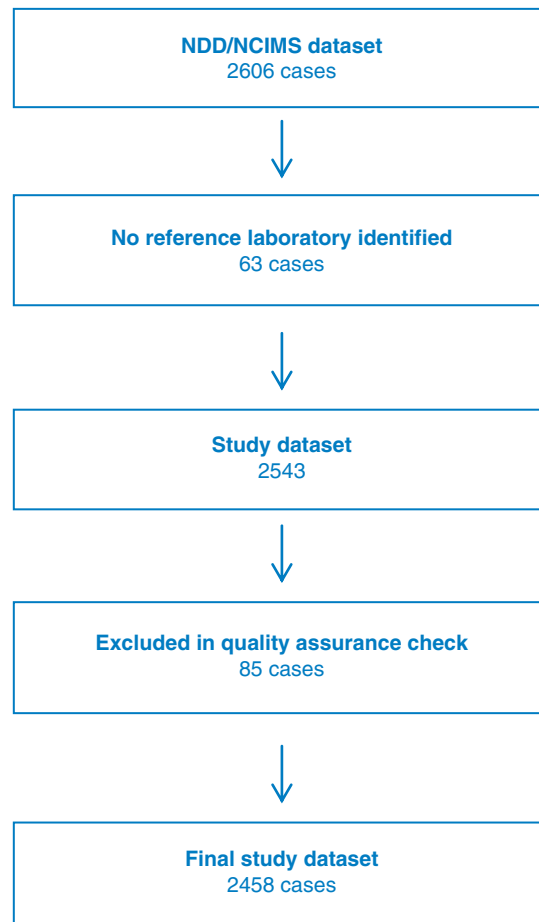 NDD/NCIMS dataset
2606 cases
No reference laboratory identified
63 cases
Study dataset
2543
Excluded in quality assurance check
85 cases
Final study dataset
2458 cases